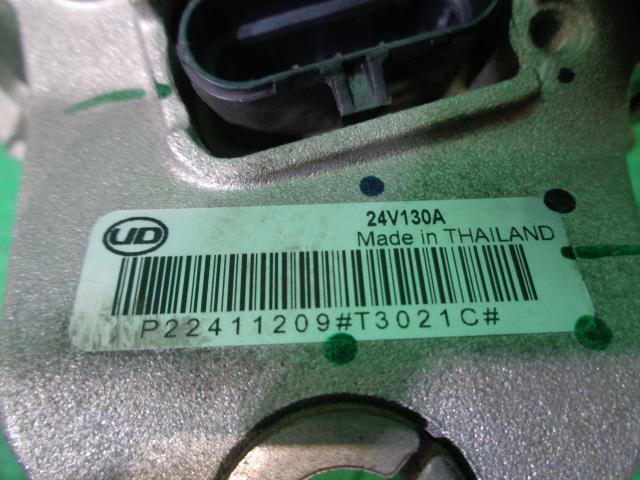 UD
24V130A
Made in THAILAND
P22411209#T3021C#